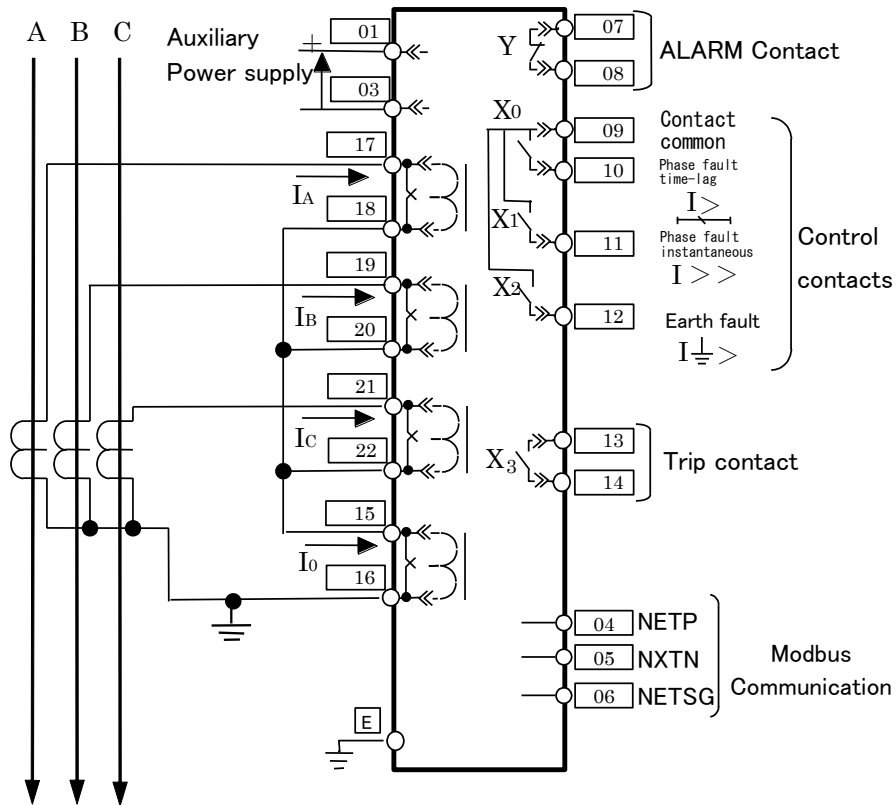 A B C
Auxiliary
Power supply
+
01
03
17
IA
18
19
IB
20
21
IC
22
15
I0
16
E
Y
07
08
ALARM Contact
X0
09
Contact
common
10
Phase fault
time-lag
I>
X1
11
Phase fault
instantaneous
I>>
X2
12
Earth fault
I⏚>
Control
contacts
X3
13
14
Trip contact
04 NETP
05 NXTN
06 NETSG
Modbus
Communication